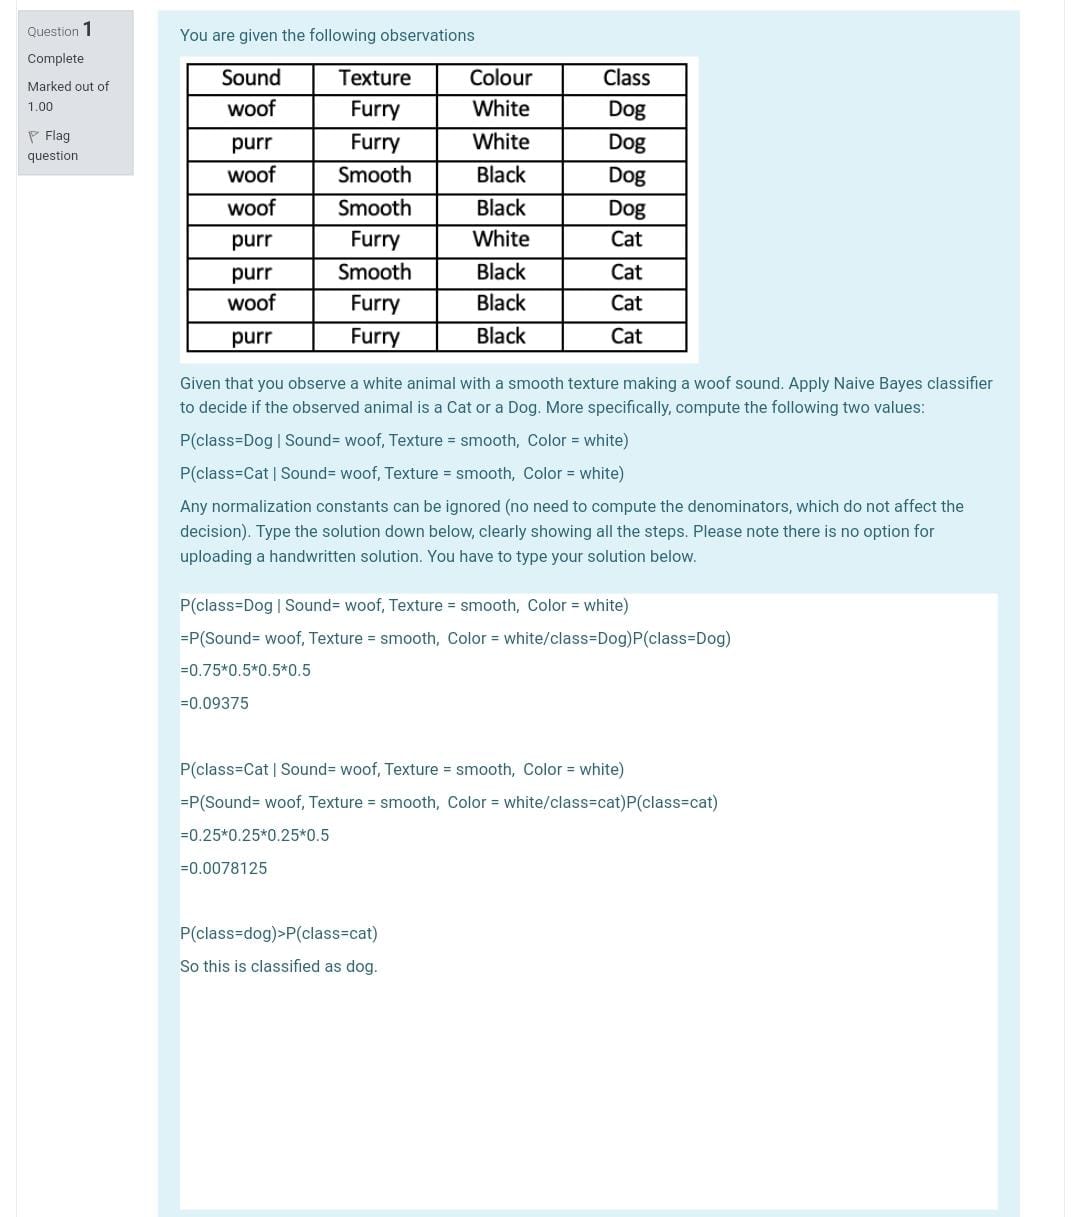 Question 1
Complete
Marked out of
1.00
Flag
question
You are given the following observations
Sound Texture Colour Class
woof Furry White Dog
purr Furry White Dog
woof Smooth Black Dog
woof Smooth Black Dog
purr Furry White Cat
purr Smooth Black Cat
woof Furry Black Cat
purr Furry Black Cat
Given that you observe a white animal with a smooth texture making a woof sound. Apply Naive Bayes classifier
to decide if the observed animal is a Cat or a Dog. More specifically, compute the following two values:
P(class=Dog | Sound= woof, Texture = smooth, Color = white)
P(class=Cat | Sound= woof, Texture = smooth, Color = white)
Any normalization constants can be ignored (no need to compute the denominators, which do not affect the
decision). Type the solution down below, clearly showing all the steps. Please note there is no option for
uploading a handwritten solution. You have to type your solution below.
P(class=Dog | Sound= woof, Texture = smooth, Color = white)
=P(Sound= woof, Texture = smooth, Color = white/class=Dog)P(class=Dog)
=0.75*0.5*0.5*0.5
=0.09375
P(class=Cat | Sound= woof, Texture = smooth, Color = white)
=P(Sound= woof, Texture = smooth, Color = white/class=cat)P(class=cat)
=0.25*0.25*0.25*0.5
=0.0078125
P(class=dog)>P(class=cat)
So this is classified as dog.